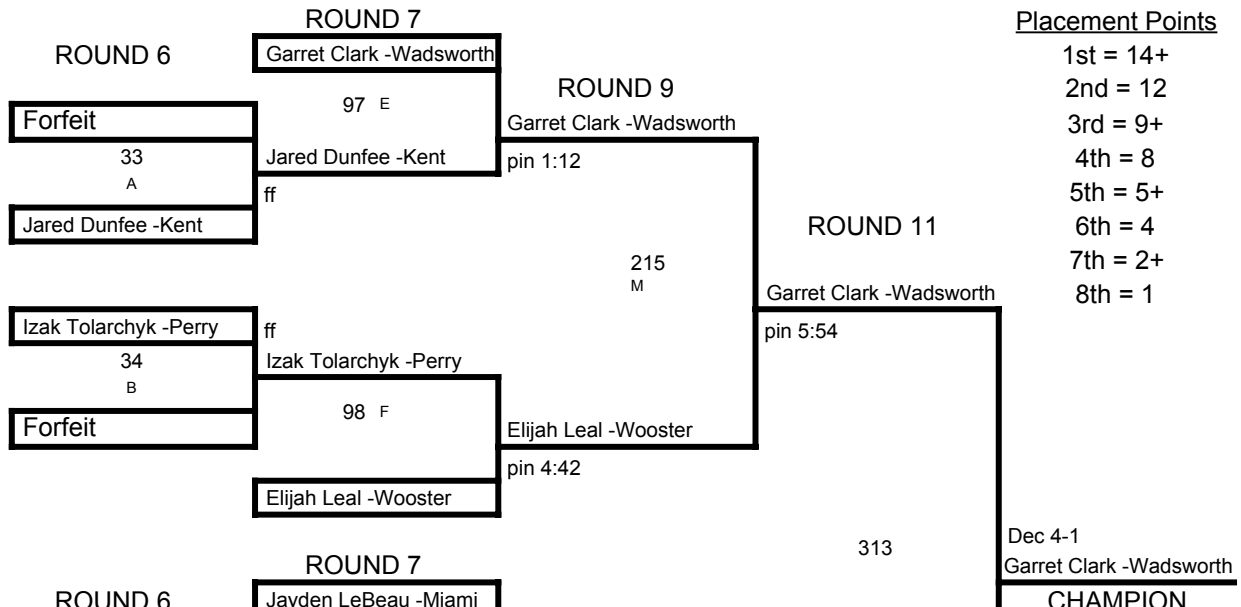 ROUND 7
Placement Points
ROUND 6
Garret Clark -Wadsworth
1st = 14+
ROUND 9
2nd = 12
97 E
Forfeit
Garret Clark -Wadsworth
3rd = 9+
33
Jared Dunfee -Kent
pin 1:12
4th = 8
A
ff
5th = 5+
Jared Dunfee -Kent
ROUND 11
6th = 4
215
7th = 2+
M
Garret Clark -Wadsworth
8th = 1
Izak Tolarchyk -Perry
ff
pin 5:54
34
Izak Tolarchyk -Perry
B
98 F
Forfeit
Elijah Leal -Wooster
pin 4:42
Elijah Leal -Wooster
313
Dec 4-1
ROUND 7
Garret Clark -Wadsworth
ROUND 6
Jayden LeBeau -Miami
CHAMPION